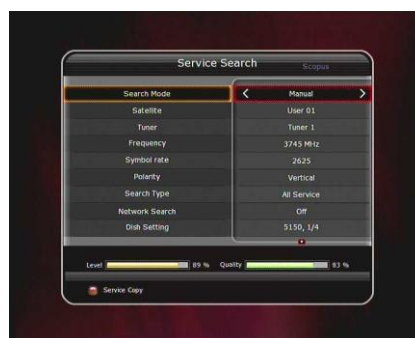 Service Search
Scopus
Search Mode < Manual >
Satellite User 01
Tuner Tuner 1
Frequency 3745 MHz
Symbol rate 2625
Polarity Vertical
Search Type All Service
Network Search Off
Dish Setting 5150, 1/4
Level 89 % Quality 83 %
Service Copy